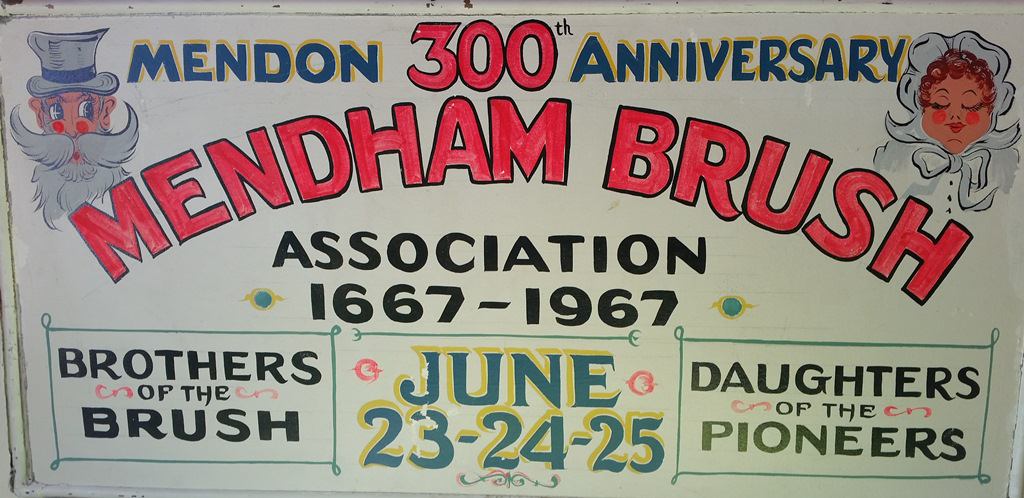 MENDON 300th ANNIVERSARY
MENDHAM BRUSH
ASSOCIATION
1667-1967
BROTHERS
OF THE
BRUSH
JUNE
23-24-25
DAUGHTERS
OF THE
PIONEERS